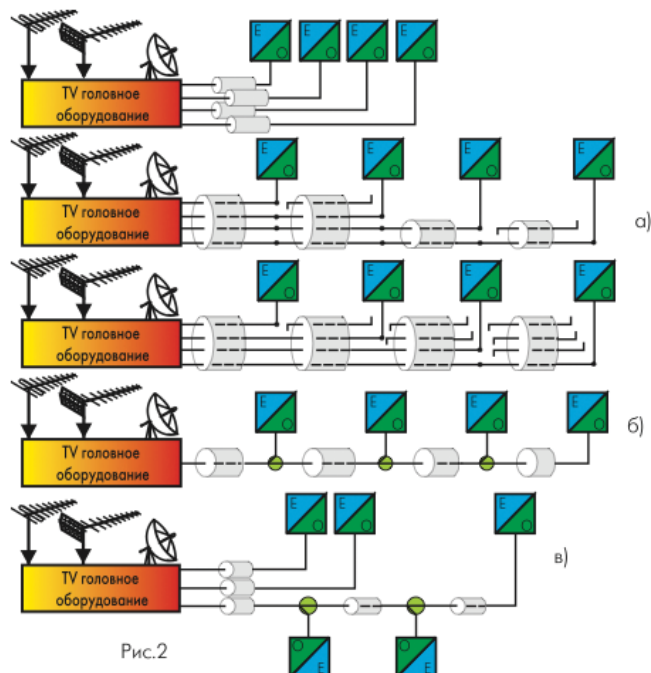 E O E O E O E O
TV головное
оборудование
E O E O E O E O
TV головное
оборудование
а)
E O E O E O E O
TV головное
оборудование
E O E O E O E O
б)
TV головное
оборудование
E O E O E O
в)
TV головное
оборудование
Рис.2
O E O E